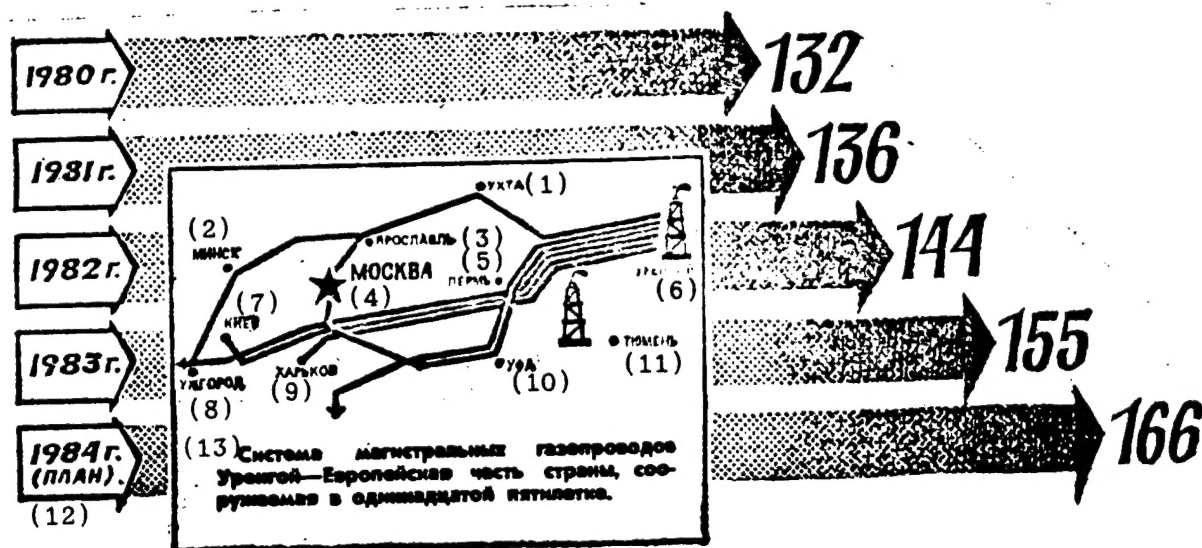 1980 г.
132
1981 г.
136
УХТА (1)
(2)
МИНСК
ЯРОСЛАВЛЬ (3)
(5)
1982 г.
144
МОСКВА
(4)
ПЕРМЬ
(6)
(7)
КИЕВ
ТЮМЕНЬ
(11)
1983 г.
155
УЖГОРОД
(8)
ХАРЬКОВ
(9)
УФА
(10)
1984 г.
(ПЛАН).
(12)
166
(13) Система магистральных газопроводов
Уренгой—Европейская часть страны, соо-
ружаемая в одиннадцатой пятилетке.